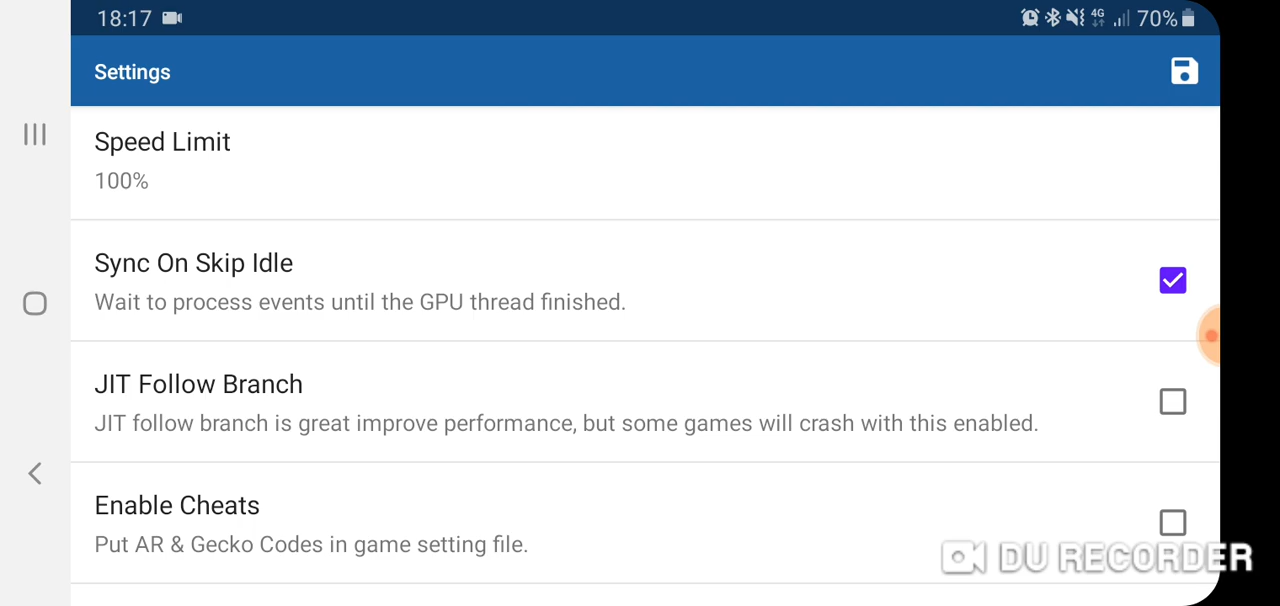 18:17
4G
70%
Settings
Speed Limit
100%
Sync On Skip Idle
Wait to process events until the GPU thread finished.
JIT Follow Branch
JIT follow branch is great improve performance, but some games will crash with this enabled.
Enable Cheats
Put AR & Gecko Codes in game setting file.
DU RECORDER